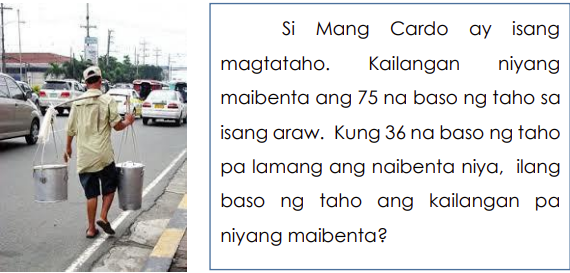 Si Mang Cardo ay isang
magtataho. Kailangan niyang
maibenta ang 75 na baso ng taho sa
isang araw. Kung 36 na baso ng taho
pa lamang ang naibenta niya, ilang
baso ng taho ang kailangan pa
niyang maibenta?